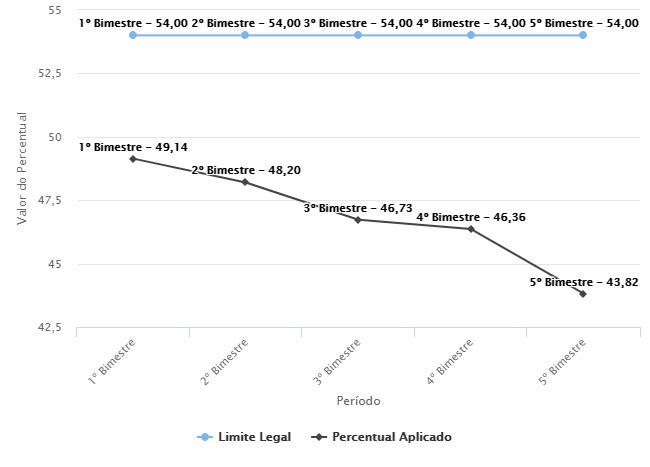 55
1º Bimestre – 54,00 2º Bimestre – 54,00 3º Bimestre – 54,00 4º Bimestre – 54,00 5º Bimestre – 54,00
52,5
50
1º Bimestre – 49,14
2º Bimestre – 48,20
47,5
3º Bimestre – 46,73
4º Bimestre – 46,36
45
5º Bimestre – 43,82
42,5
Valor do Percentual
1º Bimestre
2º Bimestre
3º Bimestre
4º Bimestre
5º Bimestre
Período
Limite Legal
Percentual Aplicado